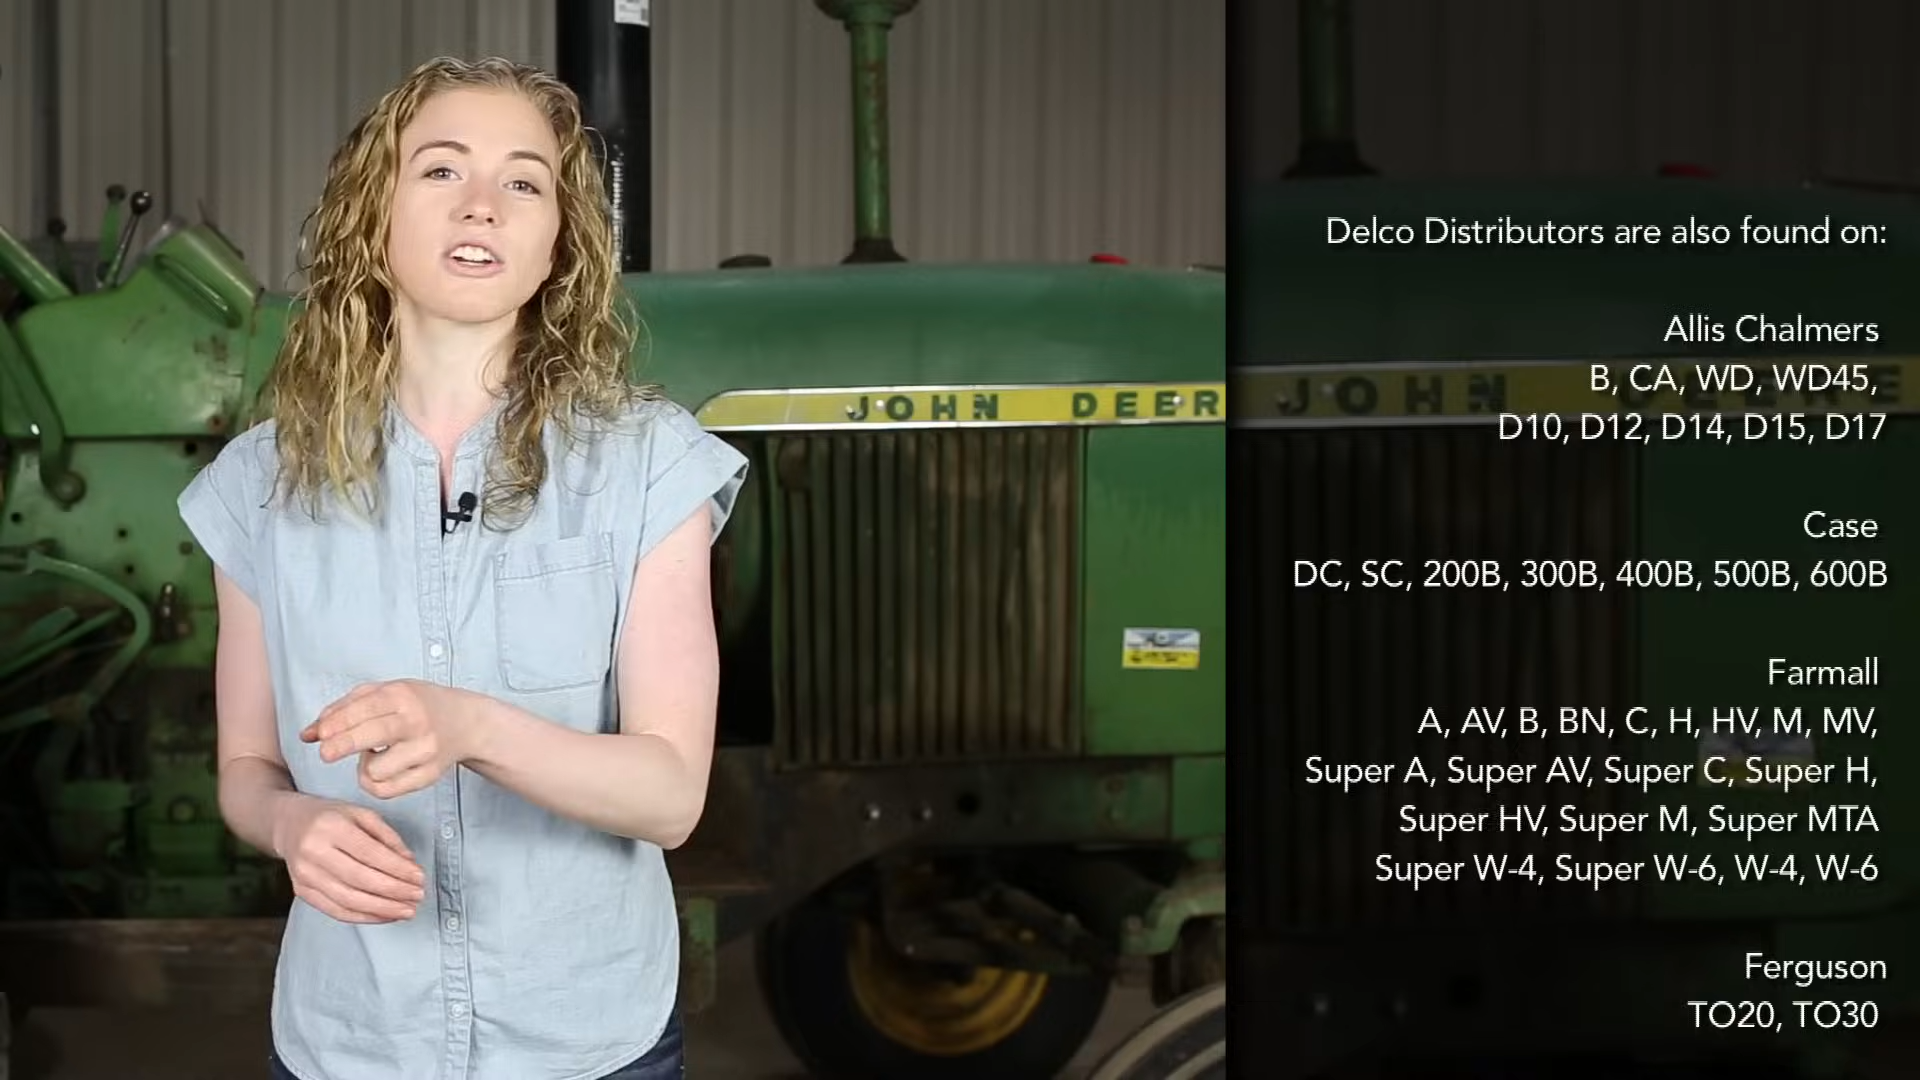 JOHN DEER
Delco Distributors are also found on:
Allis Chalmers
B, CA, WD, WD45,
D10, D12, D14, D15, D17
Case
DC, SC, 200B, 300B, 400B, 500B, 600B
Farmall
A, AV, B, BN, C, H, HV, M, MV,
Super A, Super AV, Super C, Super H,
Super HV, Super M, Super MTA
Super W-4, Super W-6, W-4, W-6
Ferguson
TO20, TO30